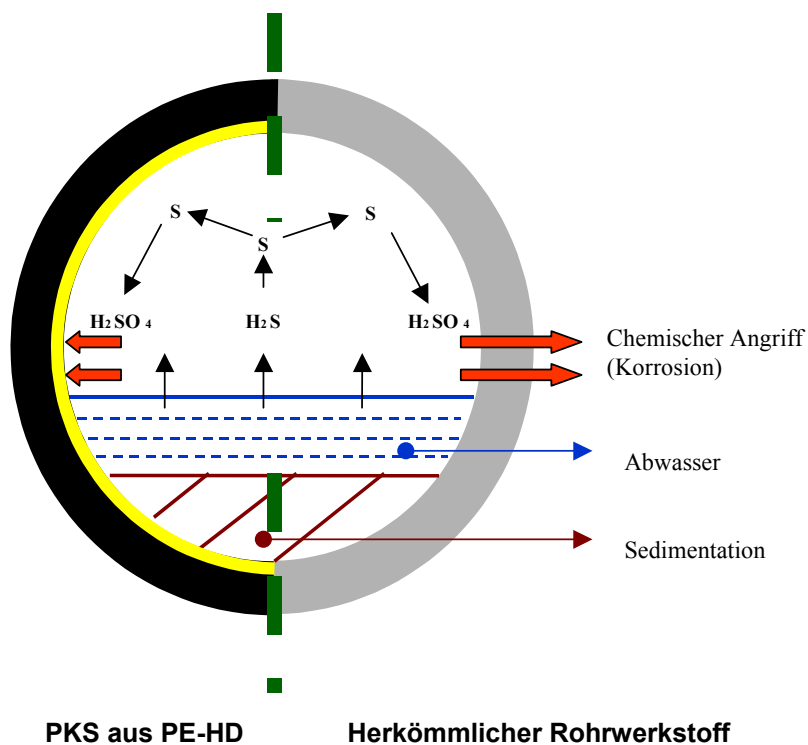 S
S
S
H2 SO 4
H2 S
H2 SO 4
Chemischer Angriff
(Korrosion)
Abwasser
Sedimentation
PKS aus PE-HD
Herkömmlicher Rohrwerkstoff